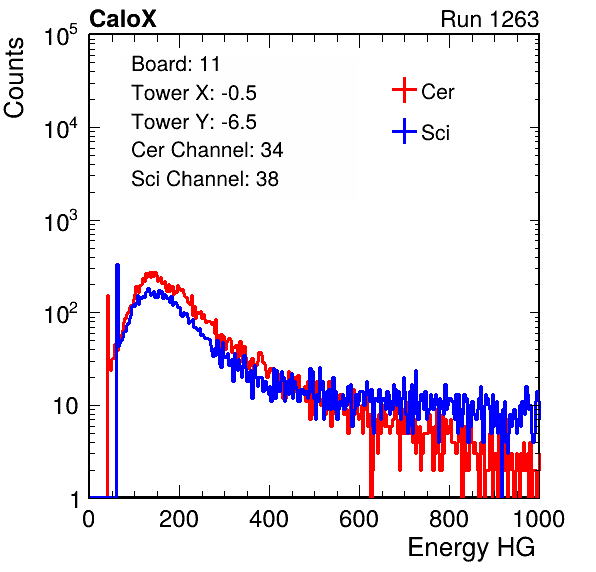 CaloX Run 1263
Counts
Board: 11
Tower X: -0.5
Tower Y: -6.5
Cer Channel: 34
Sci Channel: 38
Cer
Sci
10^5
10^4
10^3
10^2
10
1
0 200 400 600 800 1000
Energy HG